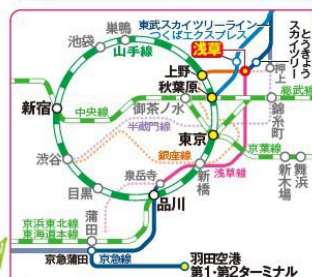 東武スカイツリーライン
つくばエクスプレス
とうきょう
スカイツリー
巣鴨
池袋
山手線
浅草
上野
押上
秋葉原
新宿
御茶ノ水
総武線
中央線
錦糸町
半蔵門線
東京
京葉線
渋谷
銀座線
浅草線
新橋
泉岳寺
新木場
舞浜
目黒
品川
京浜東北線
東海道本線
蒲田
京急蒲田
京急線
羽田空港
第1・第2ターミナル